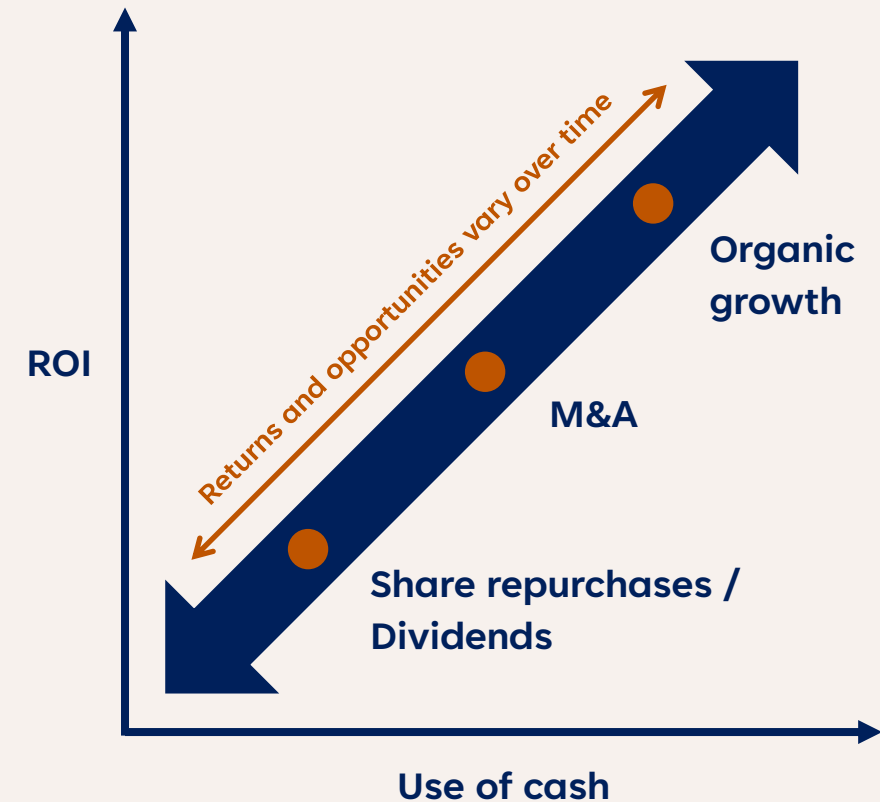 Returns and opportunities vary over time
Organic
growth
ROI
M&A
Share repurchases /
Dividends
Use of cash